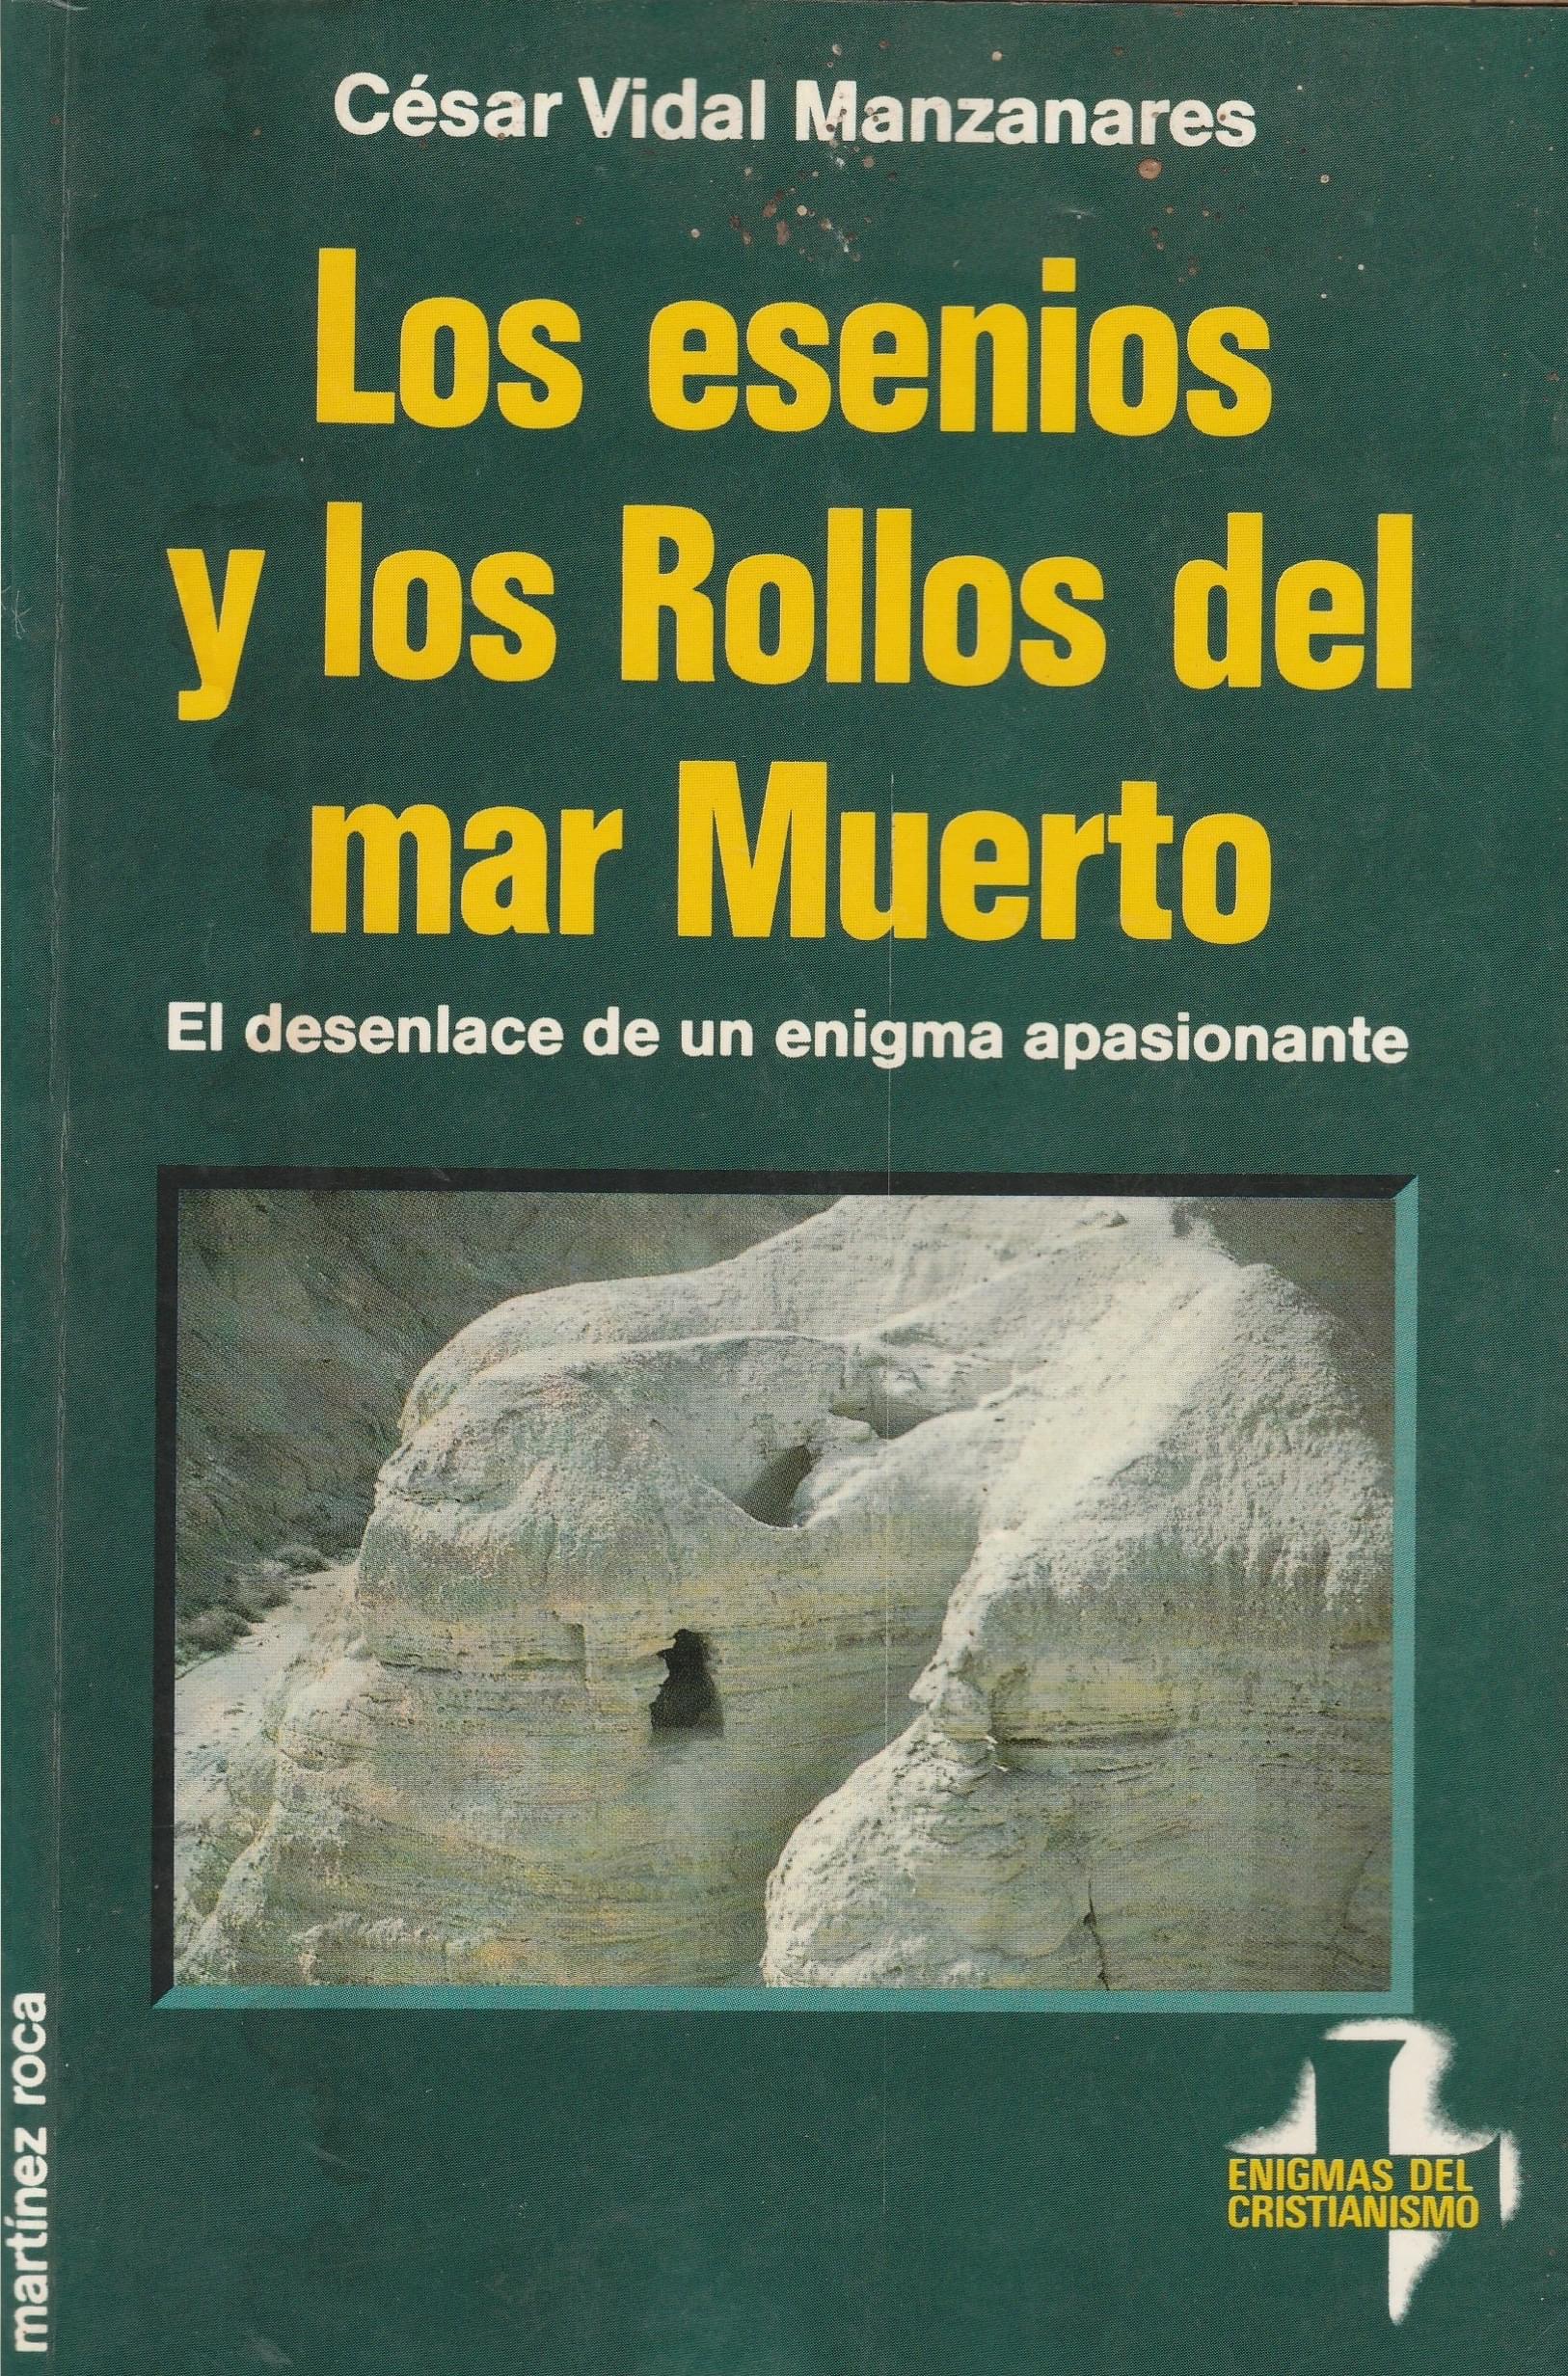 César Vidal Manzanares
Los esenios
y los Rollos del
mar Muerto
El desenlace de un enigma apasionante
martínez roca
ENIGMAS DEL
CRISTIANISMO